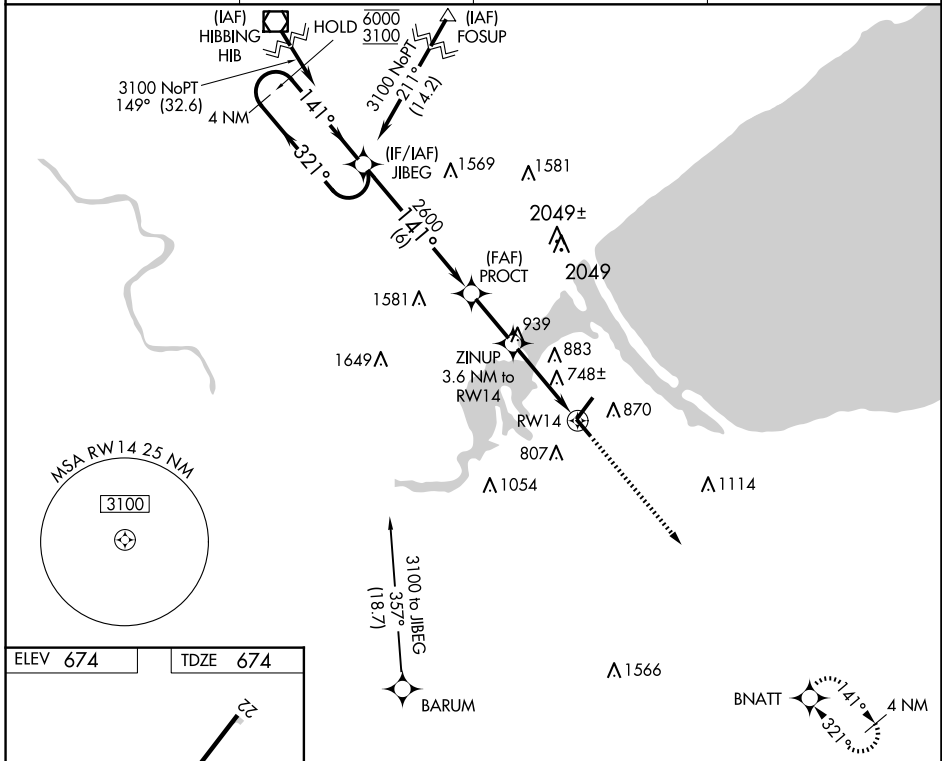 (IAF)
HIBBING
HIB
HOLD
6000
3100
(IAF)
FOSUP
3100 NoPT
149° (32.6)
4 NM
3100 NoPT
211°
(14.2)
141°
321°
(IF/IAF)
JIBEG
1569
1581
2600
141°
(6)
2049±
2049
(FAF)
PROCT
1581
939
ZINUP
3.6 NM to
RW14
883
748±
1649
RW14
870
807
1054
1114
MSA RW14 25 NM
3100
3100 to JIBEG
357°
(18.7)
BARUM
1566
BNATT
141°
321°
4 NM
ELEV 674
TDZE 674
22